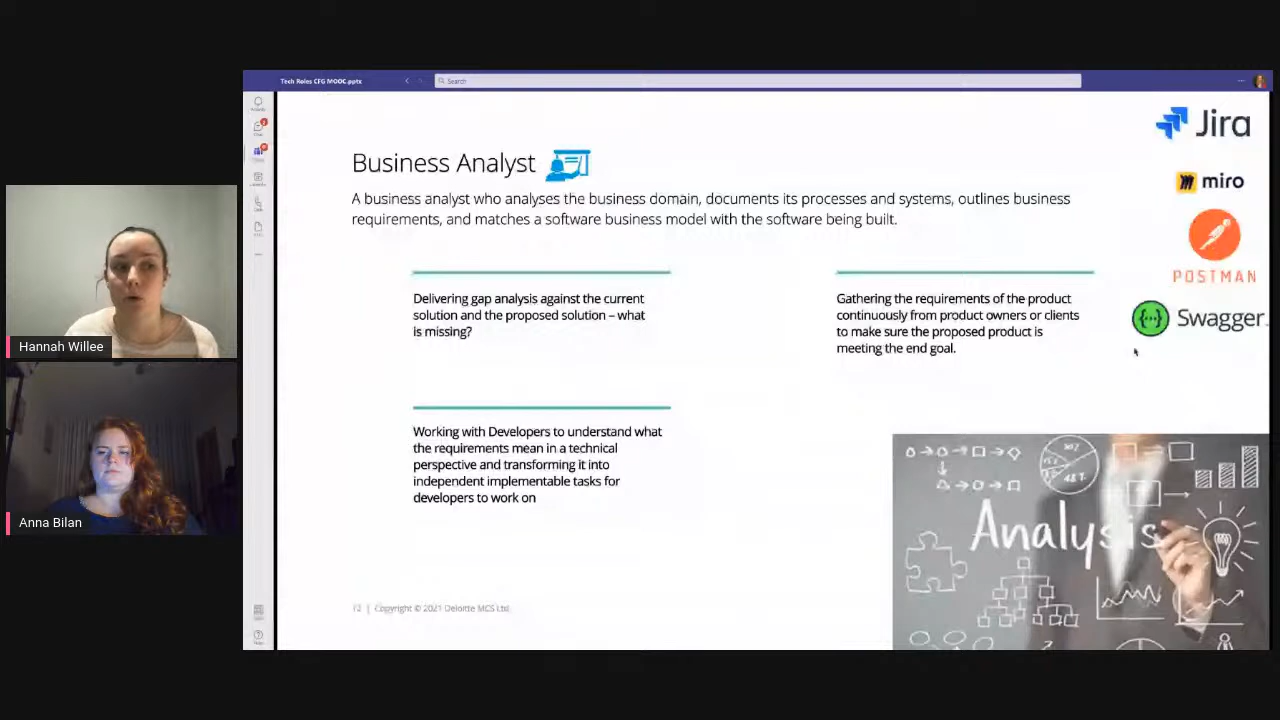 Tech Roles CFG MOOC.pptx
Search
Jira
miro
POSTMAN
Swagger
Business Analyst
A business analyst who analyses the business domain, documents its processes and systems, outlines business
requirements, and matches a software business model with the software being built.
Delivering gap analysis against the current
solution and the proposed solution – what
is missing?
Gathering the requirements of the product
continuously from product owners or clients
to make sure the proposed product is
meeting the end goal.
Working with Developers to understand what
the requirements mean in a technical
perspective and transforming it into
independent implementable tasks for
developers to work on
Analysis
12 | Copyright © 2021 Deloitte MCS Ltd
Hannah Willee
Anna Bilan